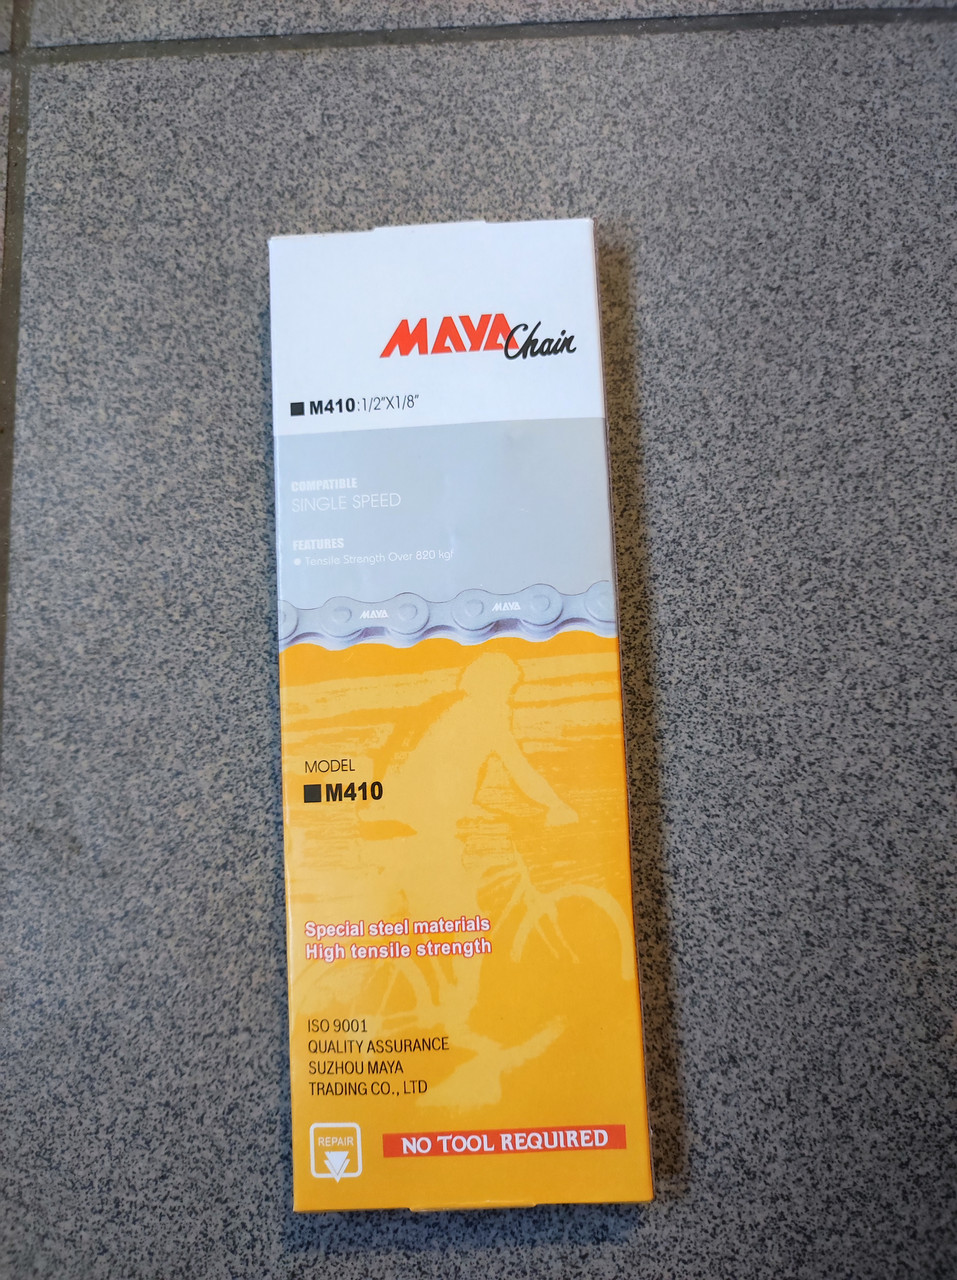 MAYA Chain
■ M410:1/2"X1/8"
COMPATIBLE
SINGLE SPEED
FEATURES
● Tensile Strength Over 820 kgf
MAYA MAYA
MODEL
■ M410
Special steel materials
High tensile strength
ISO 9001
QUALITY ASSURANCE
SUZHOU MAYA
TRADING CO., LTD
REPAIR
NO TOOL REQUIRED